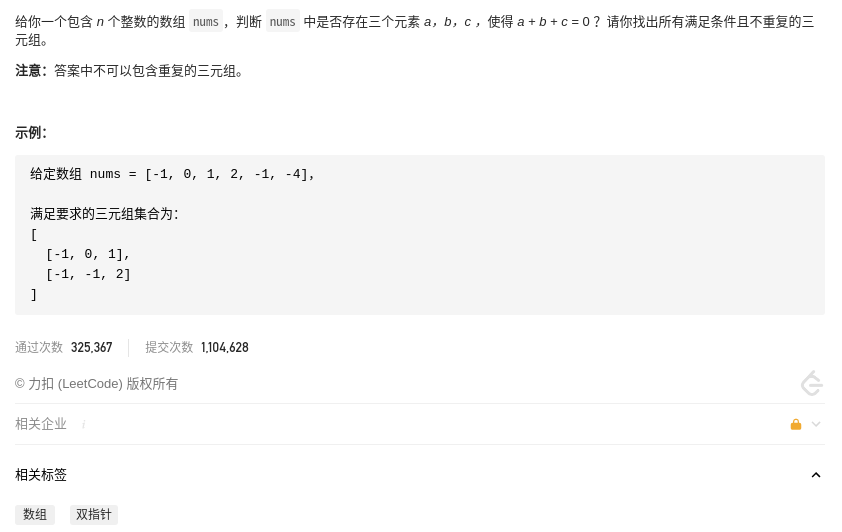 给你一个包含 n 个整数的数组 nums，判断 nums 中是否存在三个元素 a，b，c ，使得 a + b + c = 0 ？请你找出所有满足条件且不重复的三
元组。
注意：答案中不可以包含重复的三元组。
示例：
给定数组 nums = [-1, 0, 1, 2, -1, -4]，
满足要求的三元组集合为：
[
  [-1, 0, 1],
  [-1, -1, 2]
]
通过次数 325,367 提交次数 1,104,628
© 力扣 (LeetCode) 版权所有
相关企业 i
相关标签
数组 双指针